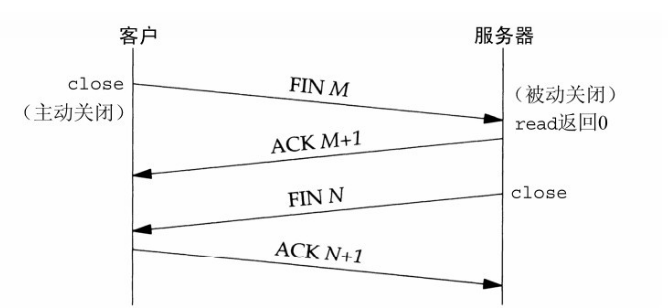 客户
服务器
close
(主动关闭)
FIN M
(被动关闭)
read返回0
ACK M+1
FIN N
close
ACK N+1